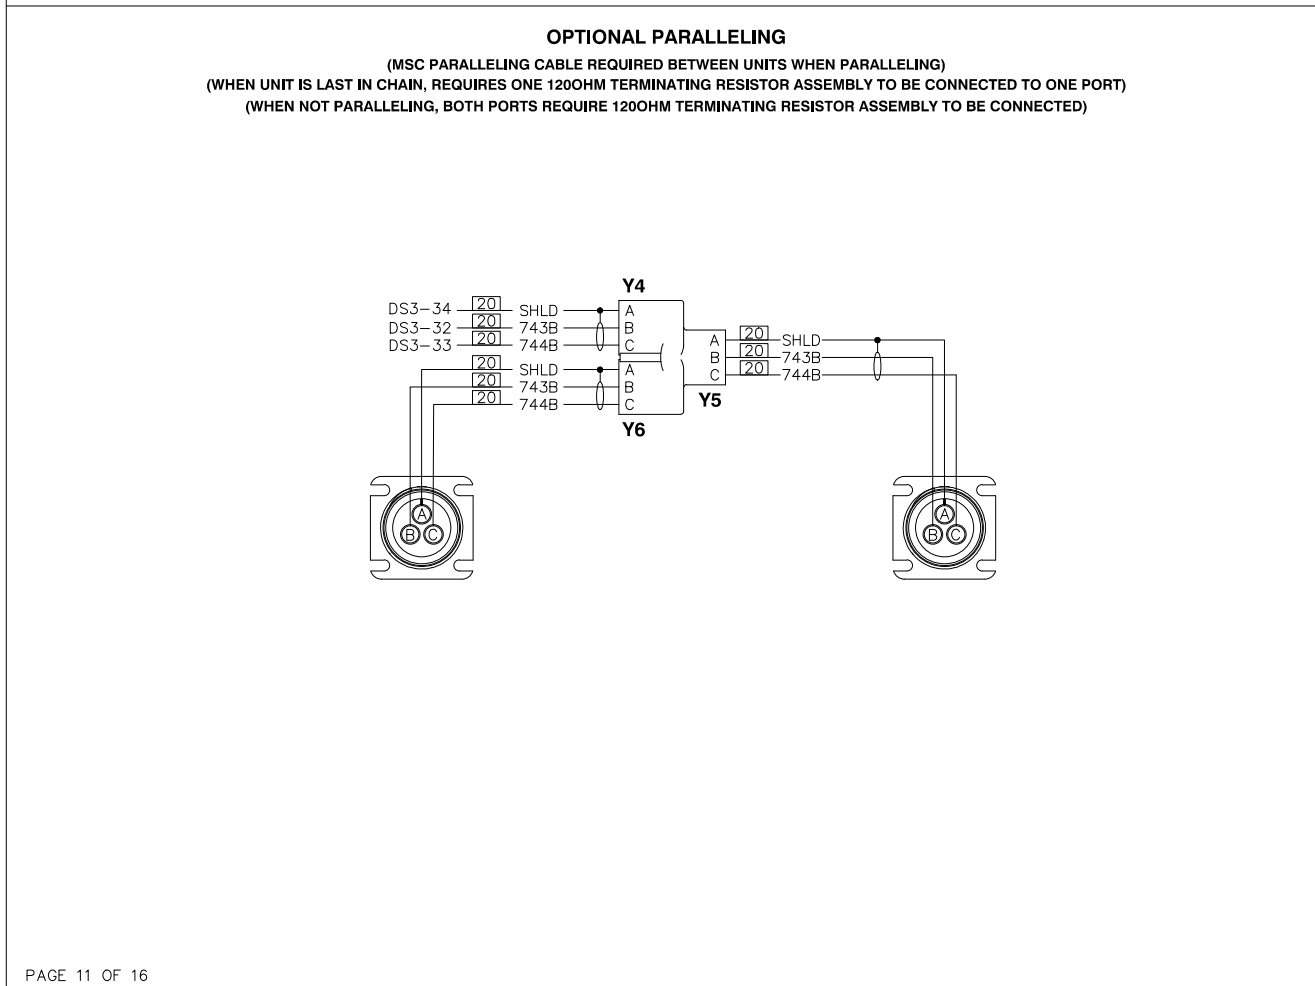 OPTIONAL PARALLELING
(MSC PARALLELING CABLE REQUIRED BETWEEN UNITS WHEN PARALLELING)
(WHEN UNIT IS LAST IN CHAIN, REQUIRES ONE 120OHM TERMINATING RESISTOR ASSEMBLY TO BE CONNECTED TO ONE PORT)
(WHEN NOT PARALLELING, BOTH PORTS REQUIRE 120OHM TERMINATING RESISTOR ASSEMBLY TO BE CONNECTED)
Y4
DS3-34 20 SHLD A
DS3-32 20 743B B
DS3-33 20 744B C
20 SHLD A
20 743B B
20 744B C
Y6
A 20 SHLD
B 20 743B
C 20 744B
Y5
A
B C
A
B C
PAGE 11 OF 16